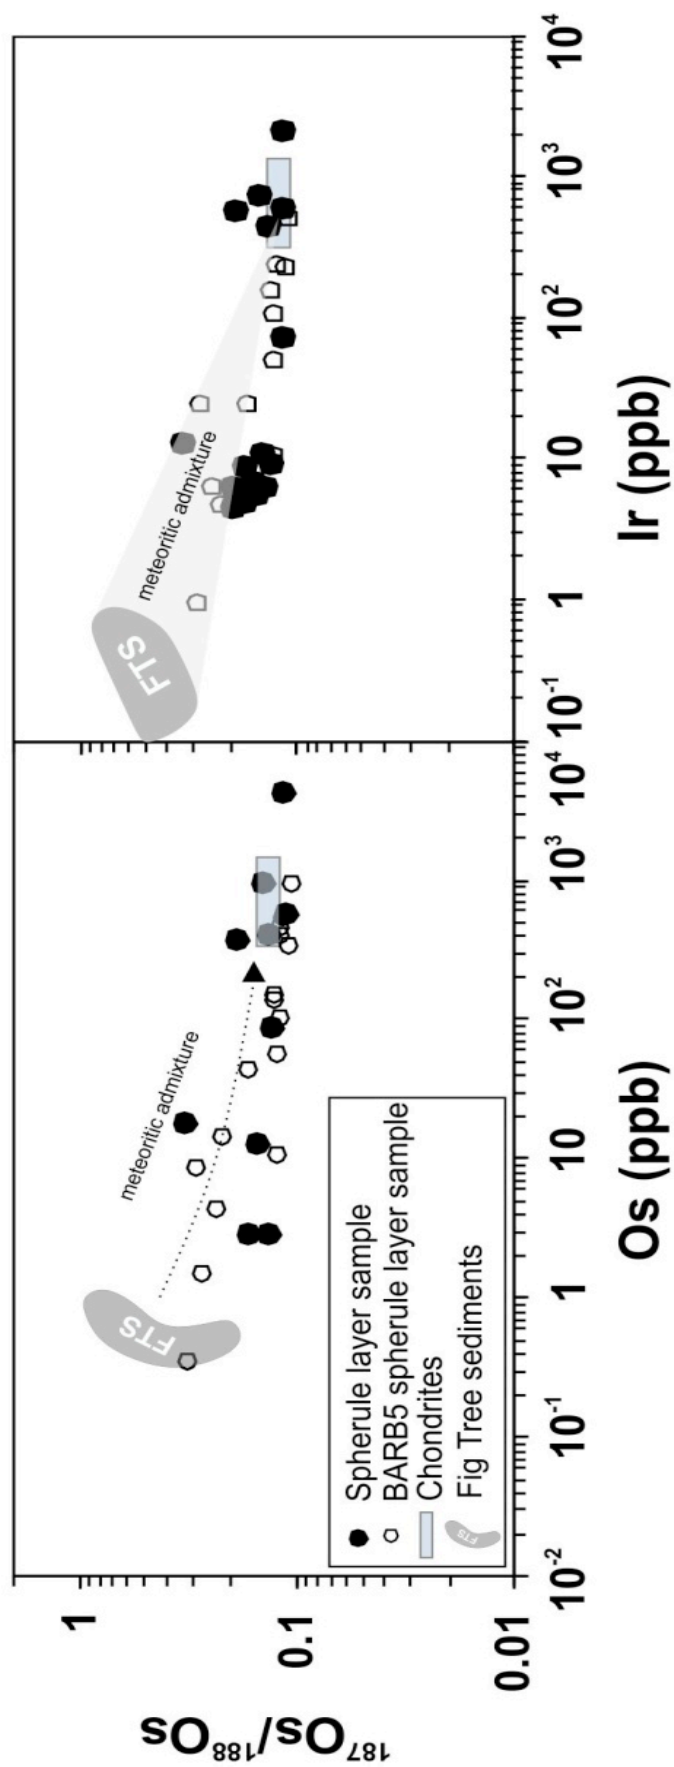 ¹⁸⁷Os/¹⁸⁸Os
1
0.1
0.01
FTS
meteoritic admixture
Spherule layer sample
BARB5 spherule layer sample
Chondrites
FTS
Fig Tree sediments
10⁻²
10⁻¹
1
10
10²
10³
10⁴
Os (ppb)
FTS
meteoritic admixture
10⁻¹
1
10
10²
10³
10⁴
Ir (ppb)